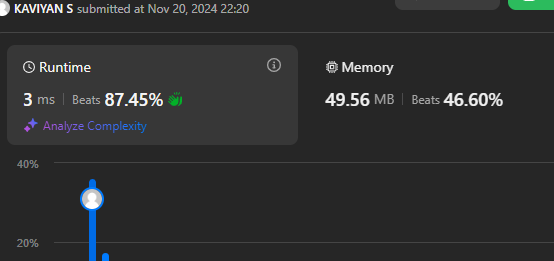 KAVIYAN S submitted at Nov 20, 2024 22:20
Runtime
3 ms | Beats 87.45%
Analyze Complexity
Memory
49.56 MB | Beats 46.60%
40%
20%